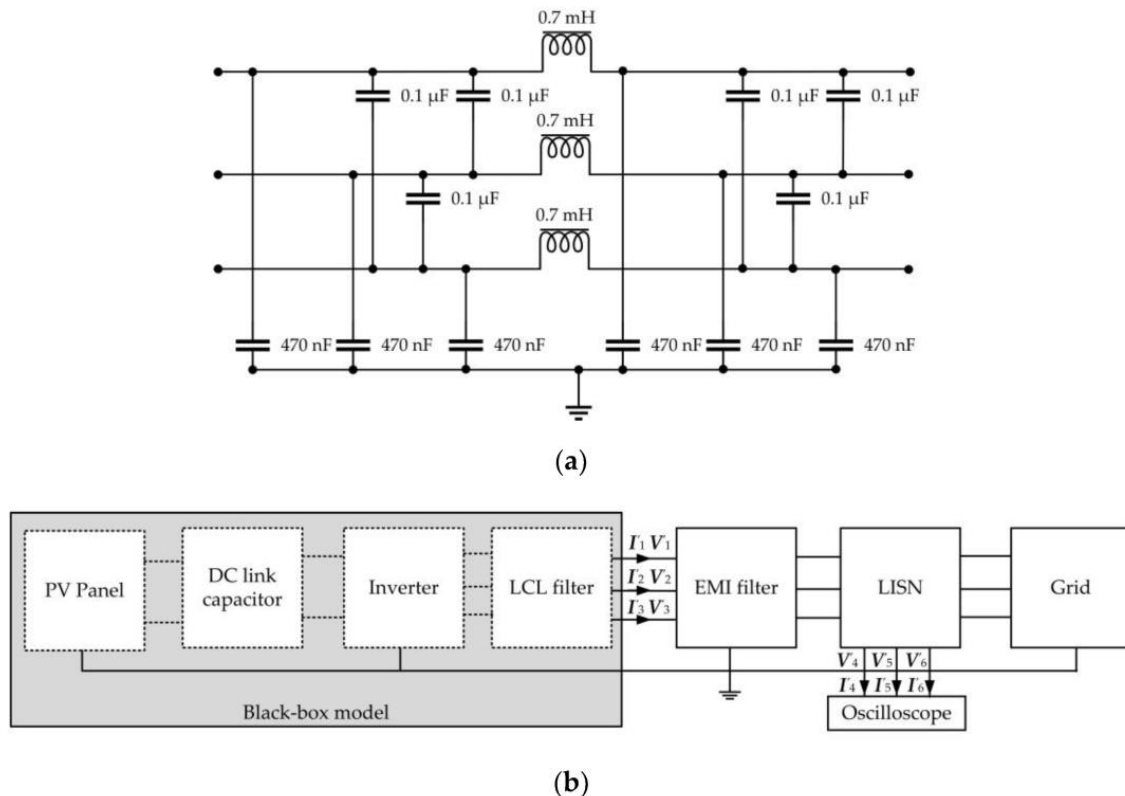 0.7 mH
0.1 μF 0.1 μF 0.1 μF 0.1 μF
0.7 mH
0.1 μF 0.1 μF
0.7 mH
470 nF 470 nF 470 nF 470 nF 470 nF 470 nF
(a)
PV Panel
DC link
capacitor
Inverter
LCL filter
I'1 V'1
I'2 V'2
I'3 V'3
EMI filter
LISN
Grid
V'4 V'5 V'6
I'4 I'5 I'6
Oscilloscope
Black-box model
(b)